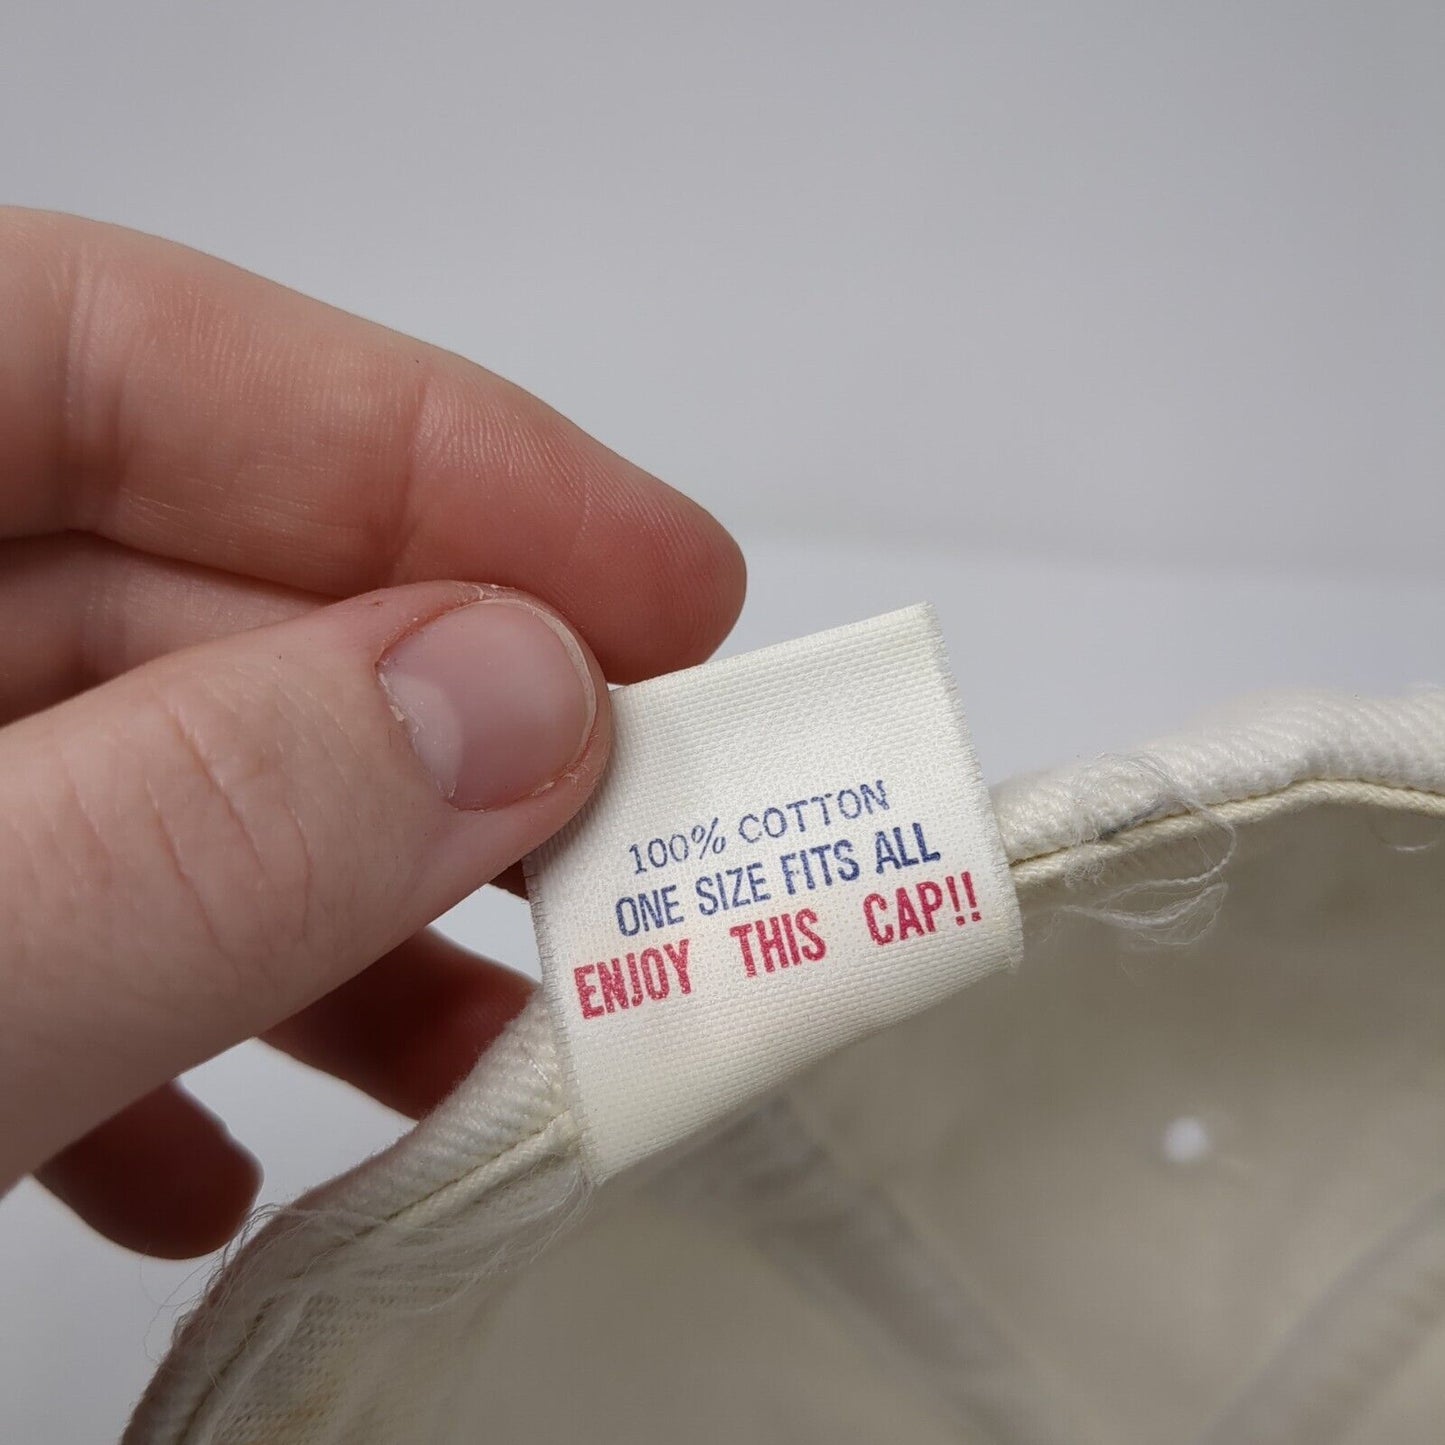 100% COTTON
ONE SIZE FITS ALL
ENJOY THIS CAP!!